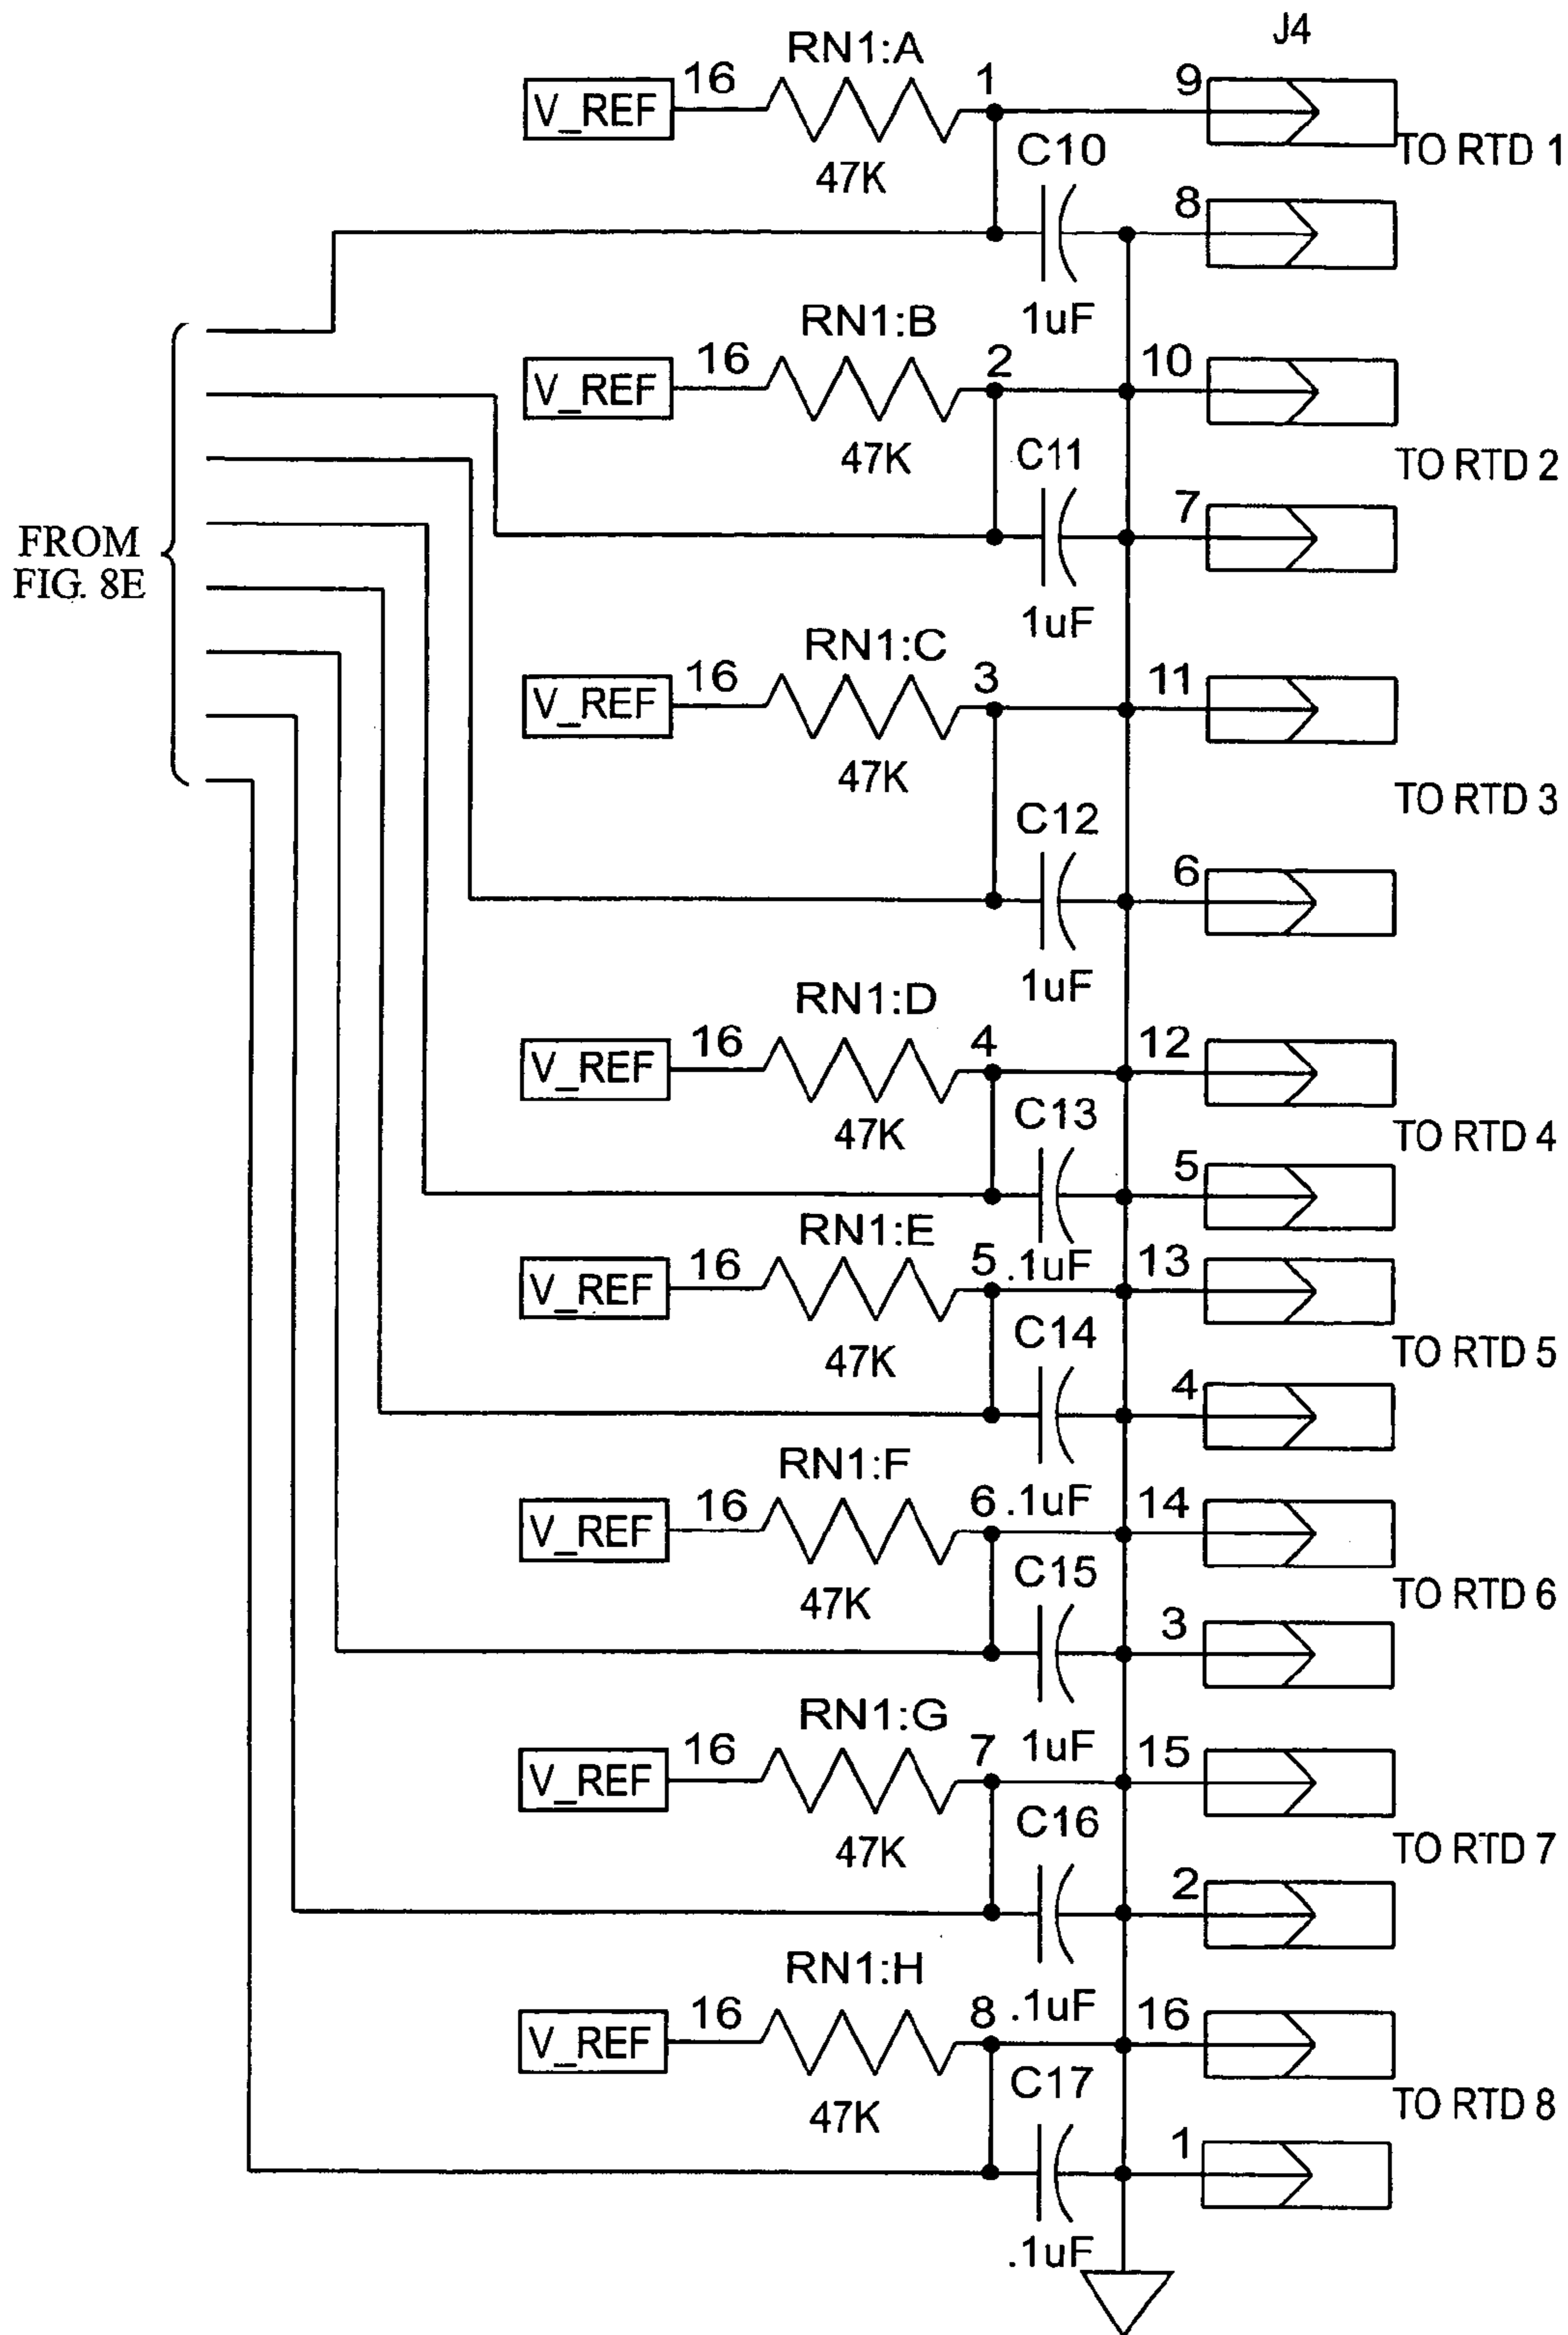 J4
RN1:A
V_REF
16
1
9
47K
C10
TO RTD 1
8
1uF
RN1:B
V_REF
16
2
10
47K
C11
TO RTD 2
7
FROM
FIG. 8E
1uF
RN1:C
V_REF
16
3
11
47K
TO RTD 3
C12
6
1uF
RN1:D
V_REF
16
4
12
47K
C13
TO RTD 4
5
RN1:E
.1uF
V_REF
16
5
13
47K
C14
TO RTD 5
4
RN1:F
.1uF
V_REF
16
6
14
47K
C15
TO RTD 6
3
RN1:G
1uF
V_REF
16
7
15
47K
C16
TO RTD 7
2
RN1:H
.1uF
V_REF
16
8
16
47K
C17
TO RTD 8
1
.1uF